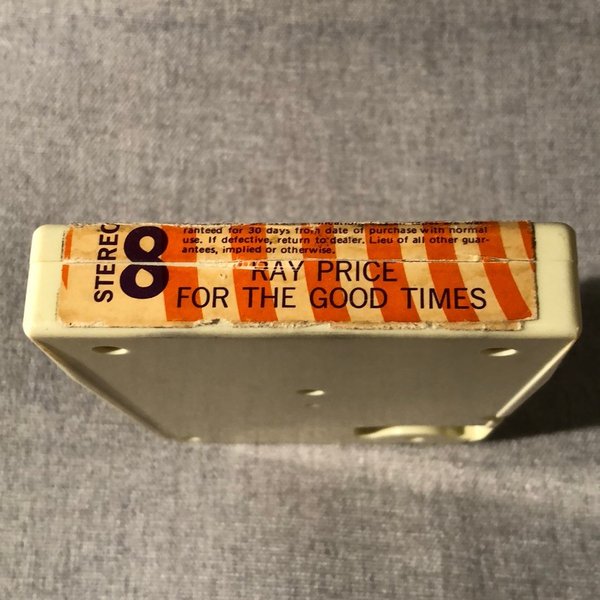 STEREO
8
ranteed for 30 days from date of purchase with normal
use. If defective, return to dealer. Lieu of all other guar-
antees, implied or otherwise.
RAY PRICE
FOR THE GOOD TIMES